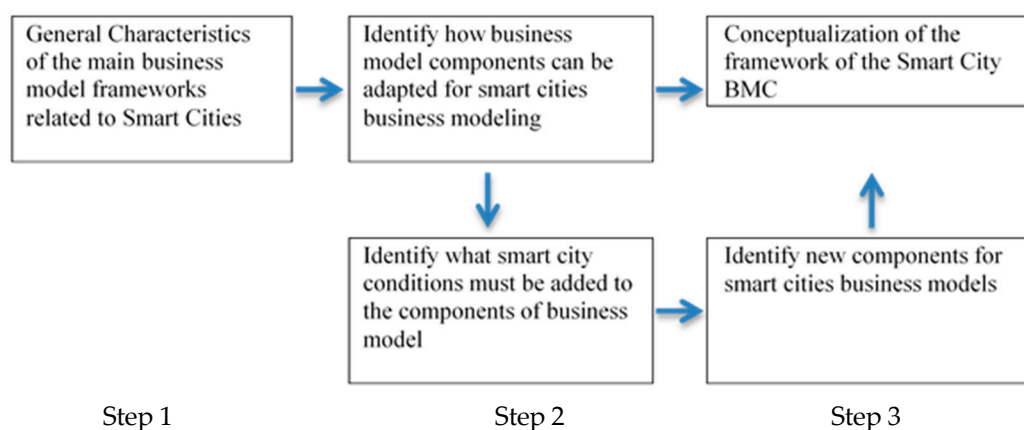 General Characteristics
of the main business
model frameworks
related to Smart Cities
Identify how business
model components can be
adapted for smart cities
business modeling
Conceptualization of the
framework of the Smart City
BMC
Identify what smart city
conditions must be added to
the components of business
model
Identify new components for
smart cities business models
Step 1
Step 2
Step 3